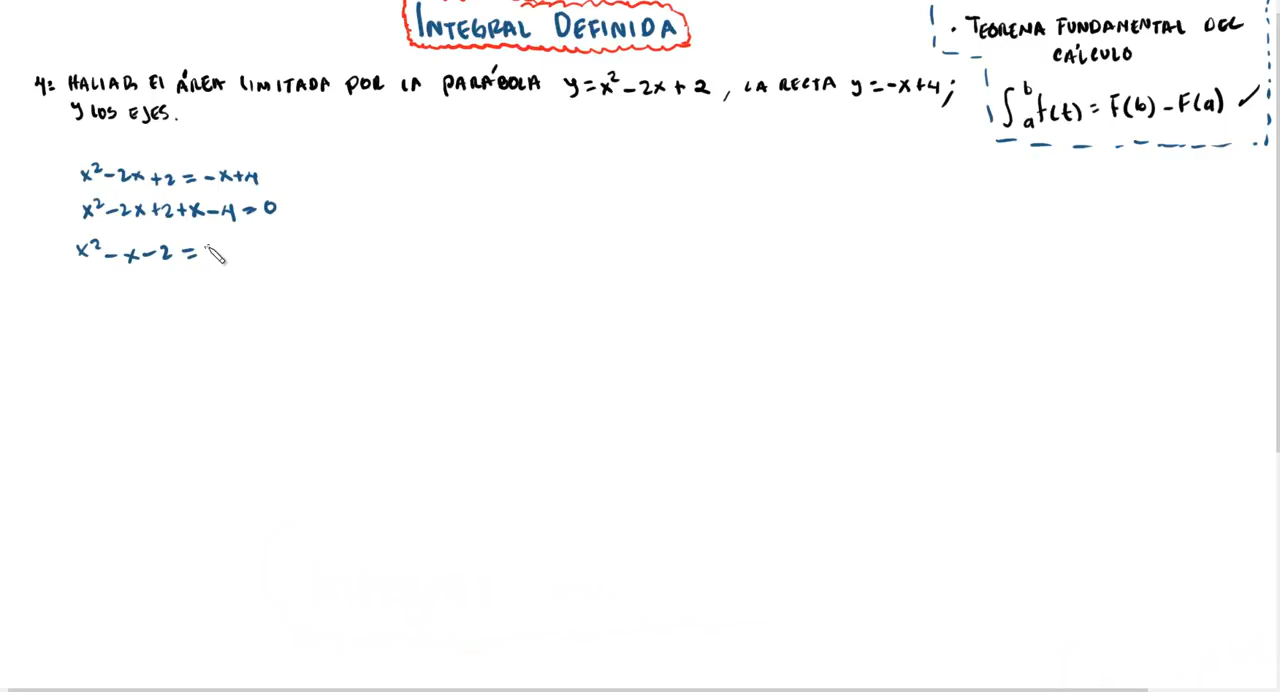 INTEGRAL DEFINIDA
· TEOREMA FUNDAMENTAL DEL
CÁLCULO
∫ₐᵇ f(t) = F(b) - F(a) ✓
4: HALLAR EL ÁREA LIMITADA POR LA PARÁBOLA y = x² - 2x + 2, LA RECTA y = -x+4;
Y LOS EJES.
x² - 2x + 2 = -x+4
x² - 2x + 2 + x - 4 = 0
x² - x - 2 =